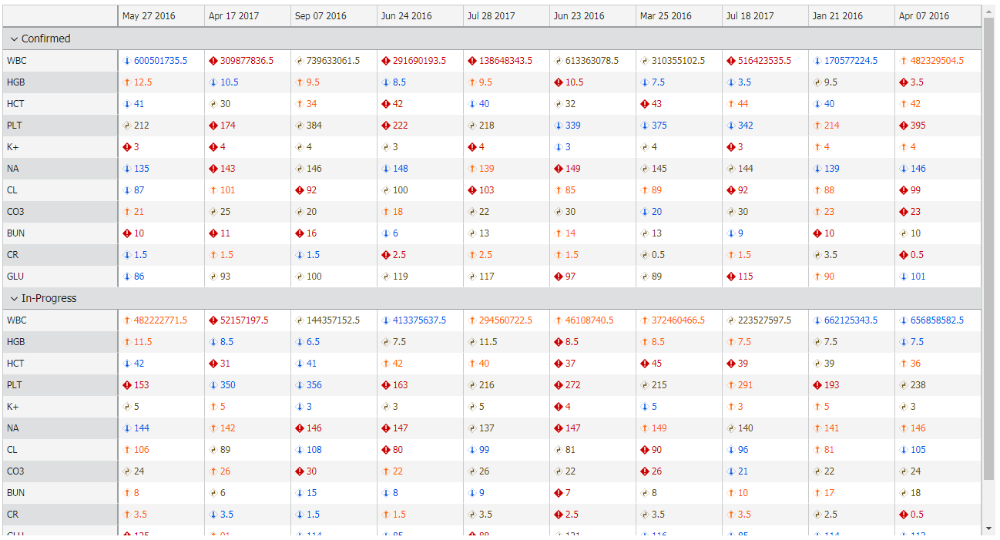 May 27 2016 Apr 17 2017 Sep 07 2016 Jun 24 2016 Jul 28 2017 Jun 23 2016 Mar 25 2016 Jul 18 2017 Jan 21 2016 Apr 07 2016
Confirmed
WBC 600501735.5 309877836.5 739633061.5 291690193.5 138648343.5 613363078.5 310355102.5 516423535.5 170577224.5 482329504.5
HGB 12.5 10.5 9.5 8.5 9.5 10.5 7.5 3.5 9.5 3.5
HCT 41 30 34 42 40 32 43 44 40 42
PLT 212 174 384 222 218 339 375 342 214 395
K+ 3 4 4 3 4 3 4 3 4 4
NA 135 143 146 148 139 149 145 144 139 146
CL 87 101 92 100 103 85 89 92 88 99
CO3 21 25 20 18 22 30 20 30 23 23
BUN 10 11 16 6 13 14 13 9 10 10
CR 1.5 1.5 1.5 2.5 2.5 1.5 0.5 1.5 3.5 0.5
GLU 86 93 100 119 117 97 89 115 90 101
In-Progress
WBC 482222771.5 52157197.5 144357152.5 413375637.5 294560722.5 46108740.5 372460466.5 223527597.5 662125343.5 656858582.5
HGB 11.5 8.5 6.5 7.5 11.5 8.5 8.5 7.5 7.5 7.5
HCT 42 31 41 42 40 37 45 39 39 36
PLT 153 350 356 163 216 272 215 291 193 238
K+ 5 5 3 3 5 4 5 3 5 3
NA 144 142 146 147 137 147 149 140 141 146
CL 106 89 108 80 99 81 90 96 81 105
CO3 24 26 30 22 26 22 26 21 22 24
BUN 8 6 15 8 9 7 8 10 17 18
CR 3.5 3.5 1.5 1.5 3.5 2.5 3.5 3.5 2.5 0.5
GLU